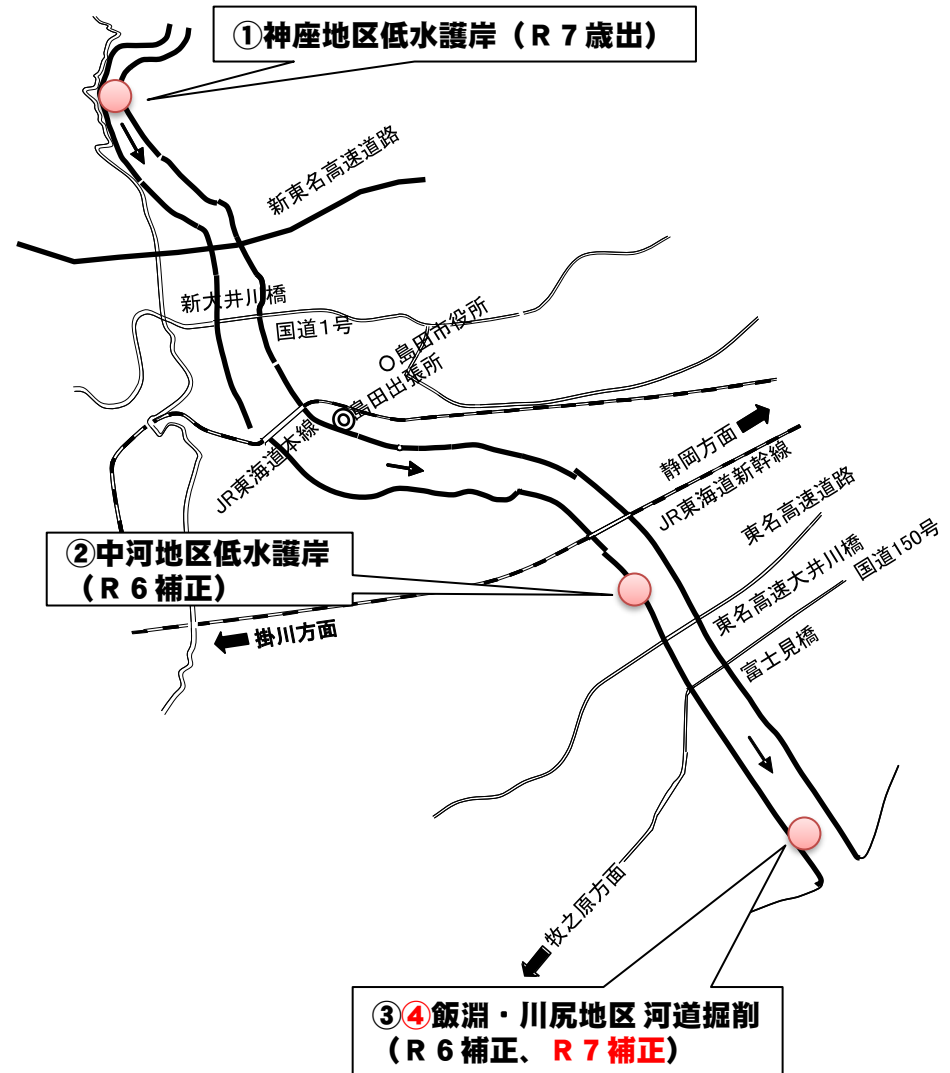 ①神座地区低水護岸（R７歳出）
新東名高速道路
新大井川橋
国道1号
島田市役所
島田出張所
JR東海道本線
静岡方面
JR東海道新幹線
東名高速道路
②中河地区低水護岸
（R６補正）
東名高速大井川橋
国道150号
掛川方面
富士見橋
牧之原方面
③④飯淵・川尻地区 河道掘削
（R６補正、R７補正）